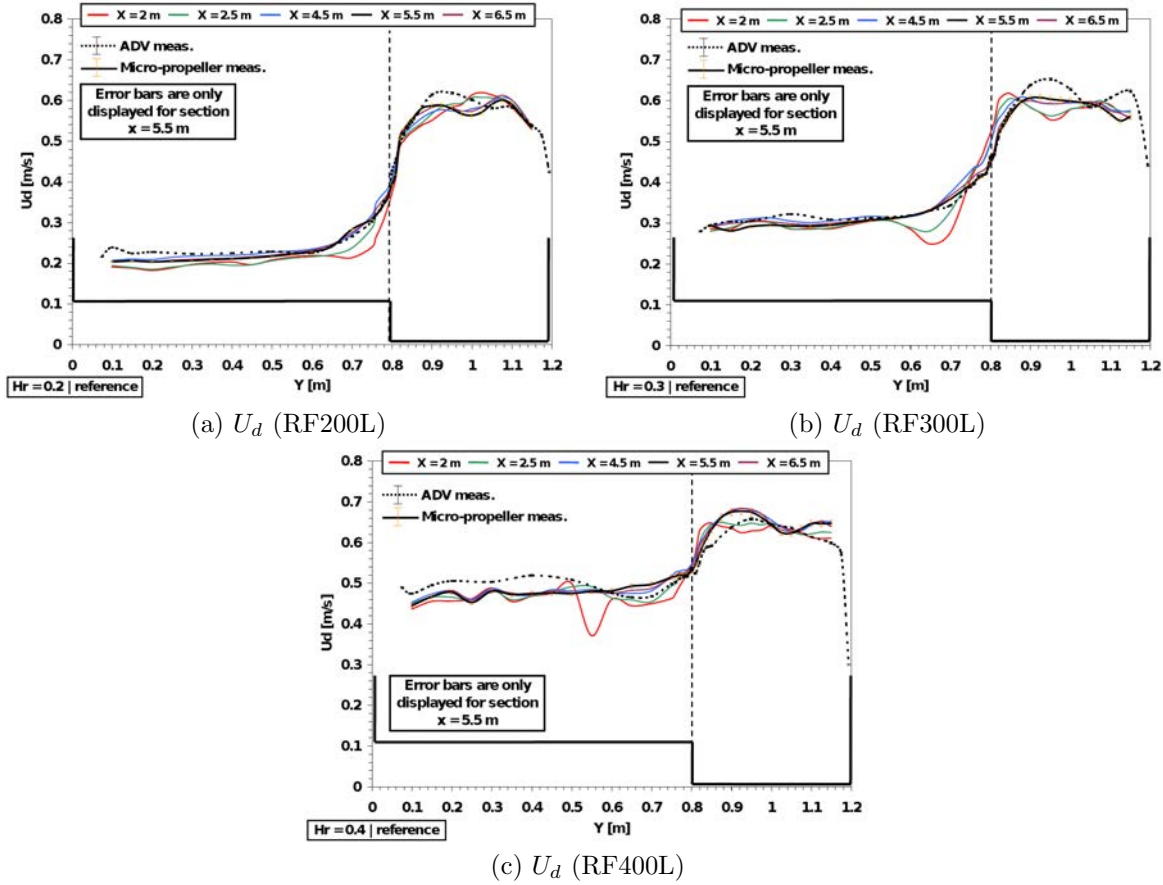 X = 2 m X = 2.5 m X = 4.5 m X = 5.5 m X = 6.5 m
0.8
0.7
0.6
0.5
0.4
0.3
0.2
0.1
0
Ud [m/s]
ADV meas.
Micro-propeller meas.
Error bars are only
displayed for section
x = 5.5 m
0 0.1 0.2 0.3 0.4 0.5 0.6 0.7 0.8 0.9 1 1.1 1.2
Y [m]
Hr = 0.2 | reference
(a) U_d (RF200L)
X = 2 m X = 2.5 m X = 4.5 m X = 5.5 m X = 6.5 m
0.8
0.7
0.6
0.5
0.4
0.3
0.2
0.1
0
Ud [m/s]
ADV meas.
Micro-propeller meas.
Error bars are only
displayed for section
x = 5.5 m
0 0.1 0.2 0.3 0.4 0.5 0.6 0.7 0.8 0.9 1 1.1 1.2
Y [m]
Hr = 0.3 | reference
(b) U_d (RF300L)
X = 2 m X = 2.5 m X = 4.5 m X = 5.5 m X = 6.5 m
0.8
0.7
0.6
0.5
0.4
0.3
0.2
0.1
0
Ud [m/s]
ADV meas.
Micro-propeller meas.
Error bars are only
displayed for section
x = 5.5 m
0 0.1 0.2 0.3 0.4 0.5 0.6 0.7 0.8 0.9 1 1.1 1.2
Y [m]
Hr = 0.4 | reference
(c) U_d (RF400L)